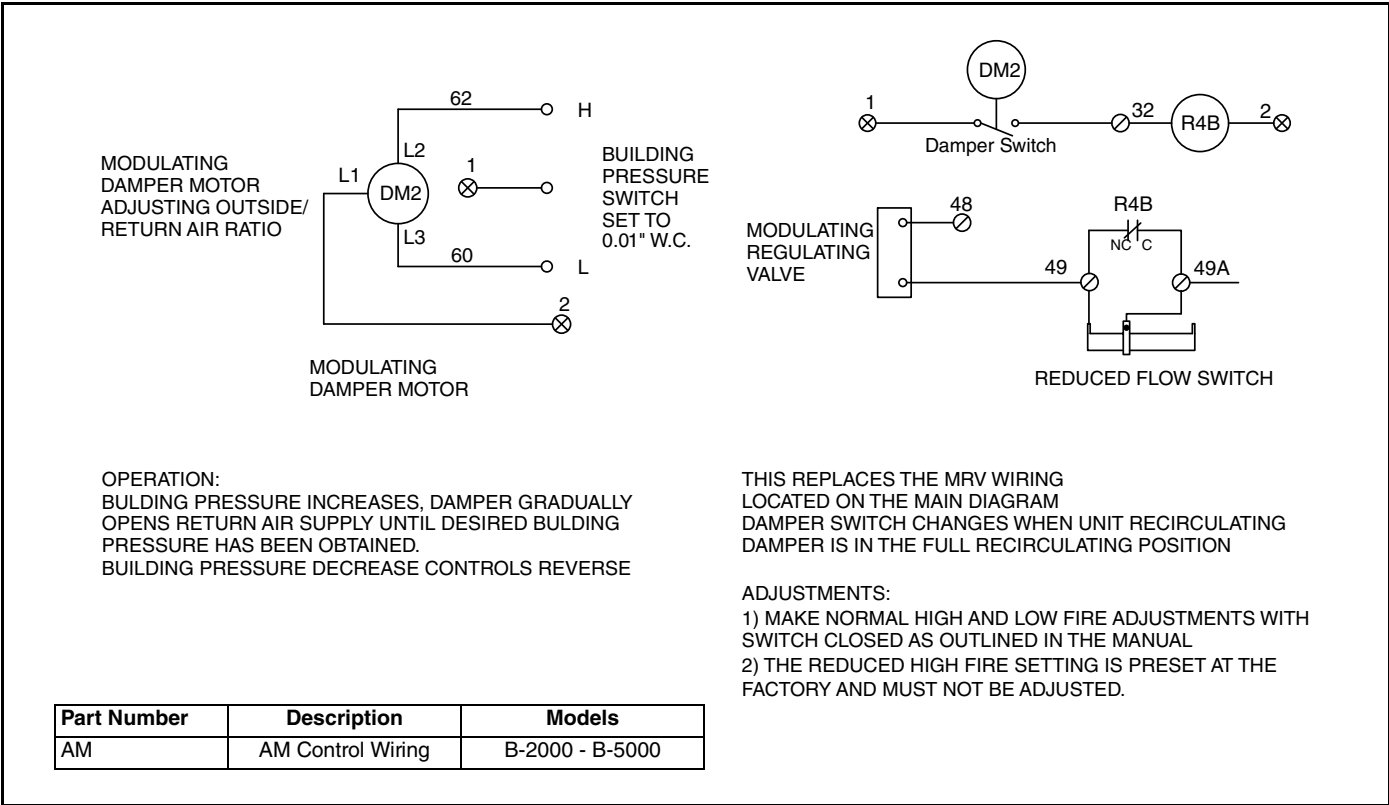 MODULATING
DAMPER MOTOR
ADJUSTING OUTSIDE/
RETURN AIR RATIO
L1
L2
L3
DM2
62
60
1
2
H
L
BUILDING
PRESSURE
SWITCH
SET TO
0.01" W.C.
MODULATING
DAMPER MOTOR
DM2
1
Damper Switch
32
R4B
2
MODULATING
REGULATING
VALVE
48
49
R4B
NC C
49A
REDUCED FLOW SWITCH
OPERATION:
BULDING PRESSURE INCREASES, DAMPER GRADUALLY
OPENS RETURN AIR SUPPLY UNTIL DESIRED BULDING
PRESSURE HAS BEEN OBTAINED.
BUILDING PRESSURE DECREASE CONTROLS REVERSE
THIS REPLACES THE MRV WIRING
LOCATED ON THE MAIN DIAGRAM
DAMPER SWITCH CHANGES WHEN UNIT RECIRCULATING
DAMPER IS IN THE FULL RECIRCULATING POSITION
ADJUSTMENTS:
1) MAKE NORMAL HIGH AND LOW FIRE ADJUSTMENTS WITH
SWITCH CLOSED AS OUTLINED IN THE MANUAL
2) THE REDUCED HIGH FIRE SETTING IS PRESET AT THE
FACTORY AND MUST NOT BE ADJUSTED.
Part Number Description Models
AM AM Control Wiring B-2000 - B-5000